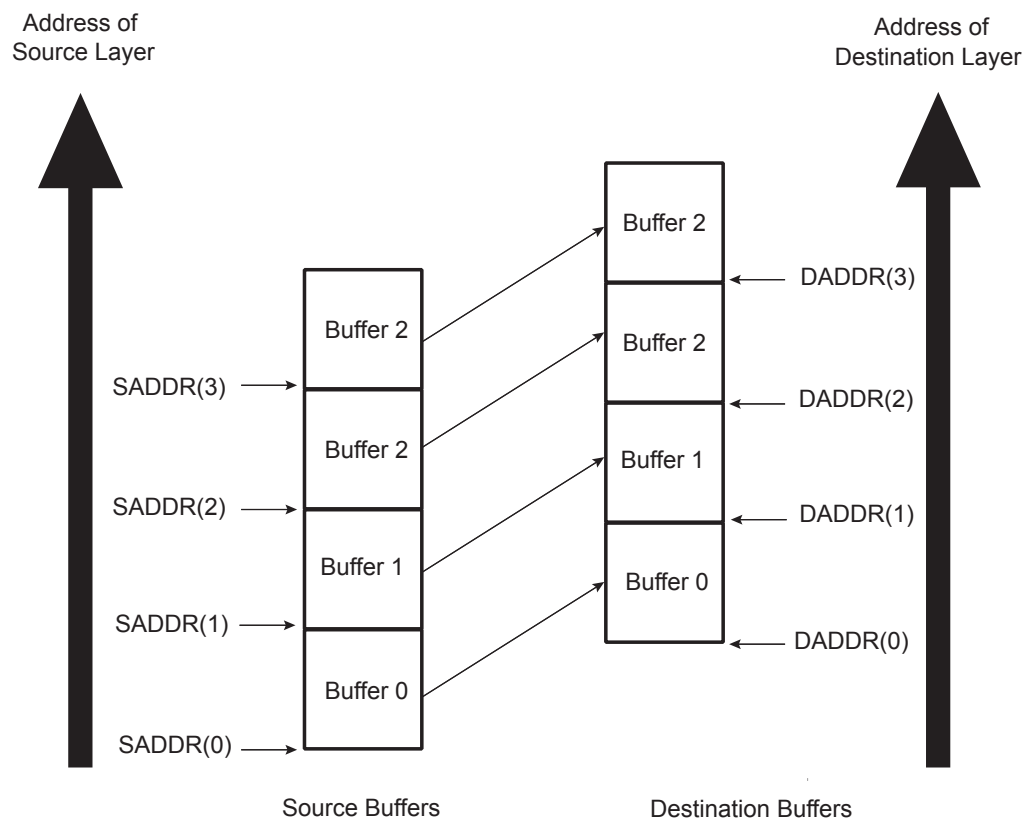 Address of
Source Layer
Address of
Destination Layer
Buffer 2
DADDR(3)
Buffer 2
Buffer 2
SADDR(3)
DADDR(2)
Buffer 2
Buffer 1
SADDR(2)
DADDR(1)
Buffer 1
Buffer 0
SADDR(1)
DADDR(0)
Buffer 0
SADDR(0)
Source Buffers
Destination Buffers